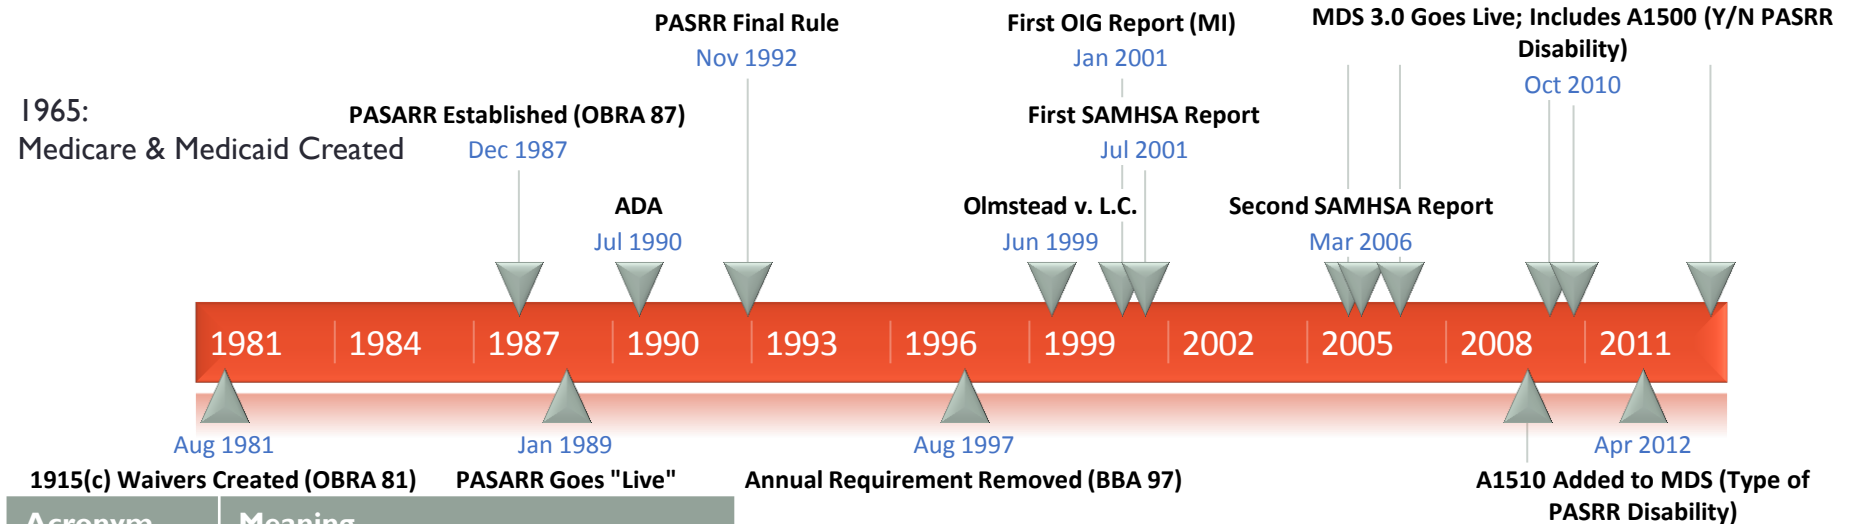 PASRR Final Rule
Nov 1992
First OIG Report (MI)
Jan 2001
MDS 3.0 Goes Live; Includes A1500 (Y/N PASRR
Disability)
Oct 2010
1965:
Medicare & Medicaid Created
PASARR Established (OBRA 87)
Dec 1987
First SAMHSA Report
Jul 2001
ADA
Jul 1990
Olmstead v. L.C.
Jun 1999
Second SAMHSA Report
Mar 2006
1981 1984 1987 1990 1993 1996 1999 2002 2005 2008 2011
Aug 1981
1915(c) Waivers Created (OBRA 81)
Jan 1989
PASARR Goes "Live"
Aug 1997
Annual Requirement Removed (BBA 97)
Apr 2012
A1510 Added to MDS (Type of
PASRR Disability)
Acronym Meaning